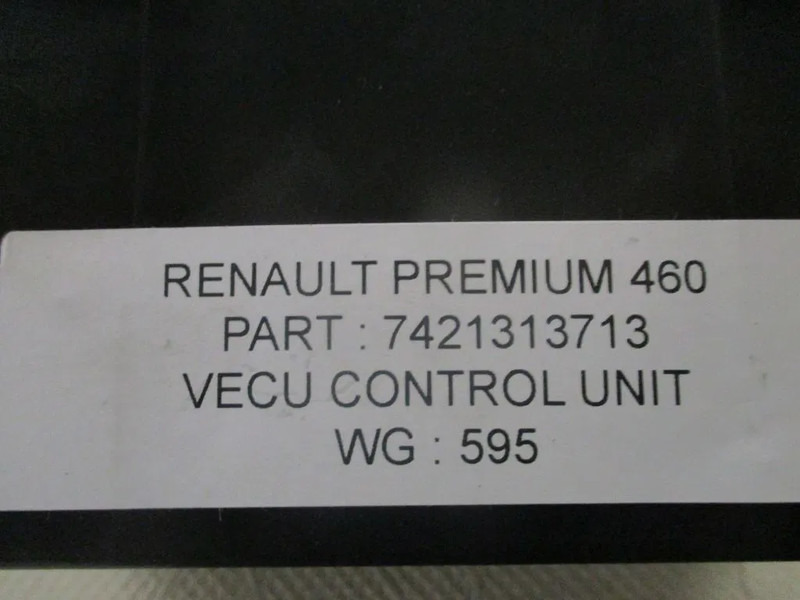 RENAULT PREMIUM 460
PART : 7421313713
VECU CONTROL UNIT
WG : 595